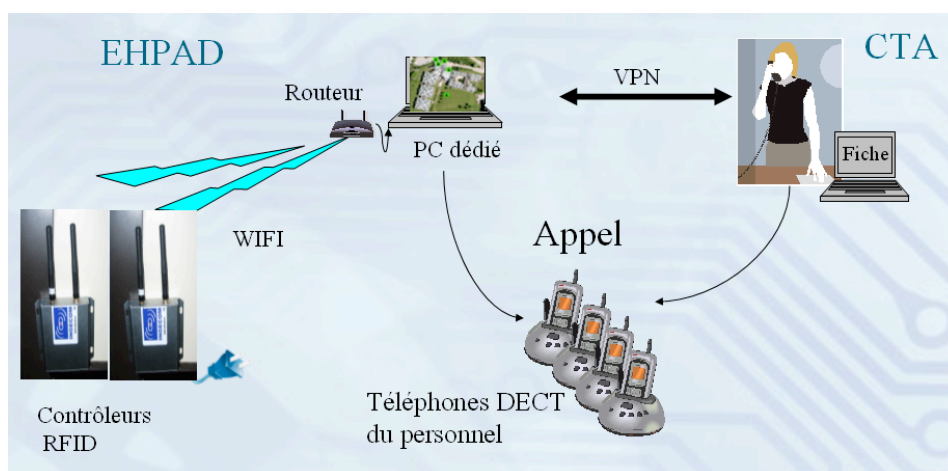 EHPAD
CTA
Routeur
VPN
PC dédié
Fiche
WIFI
Appel
Contrôleurs
RFID
Téléphones DECT
du personnel